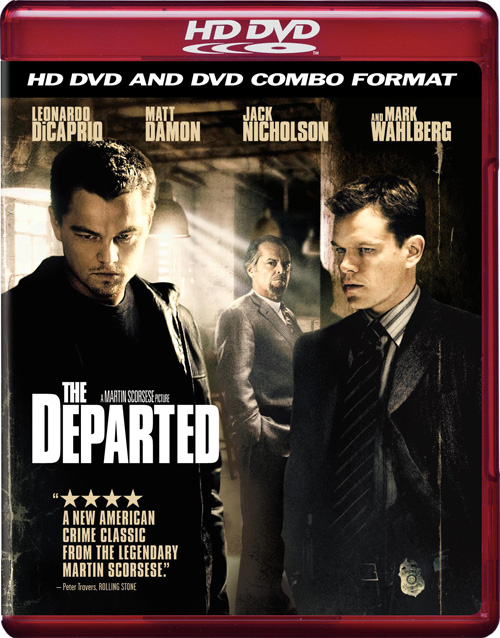 HD DVD™
HD DVD AND DVD COMBO FORMAT
LEONARDO DiCAPRIO
MATT DAMON
JACK NICHOLSON
AND MARK WAHLBERG
THE
A MARTIN SCORSESE PICTURE
DEPARTED
“★★★★
A NEW AMERICAN
CRIME CLASSIC
FROM THE LEGENDARY
MARTIN SCORSESE.”
– Peter Travers, ROLLING STONE